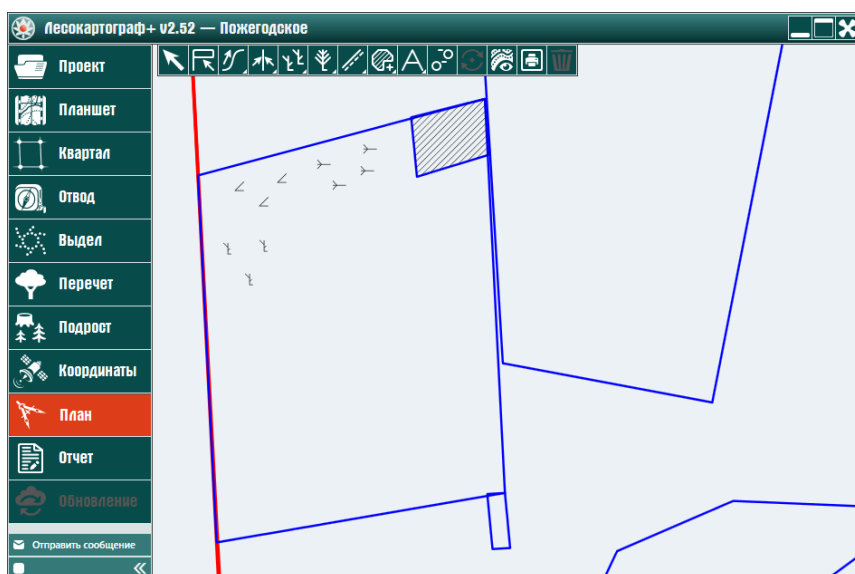 Лесокартограф+ v2.52 — Пожегодское
Проект
Планшет
Квартал
Отвод
Выдел
Перечет
Подрост
Координаты
План
Отчет
Обновление
Отправить сообщение